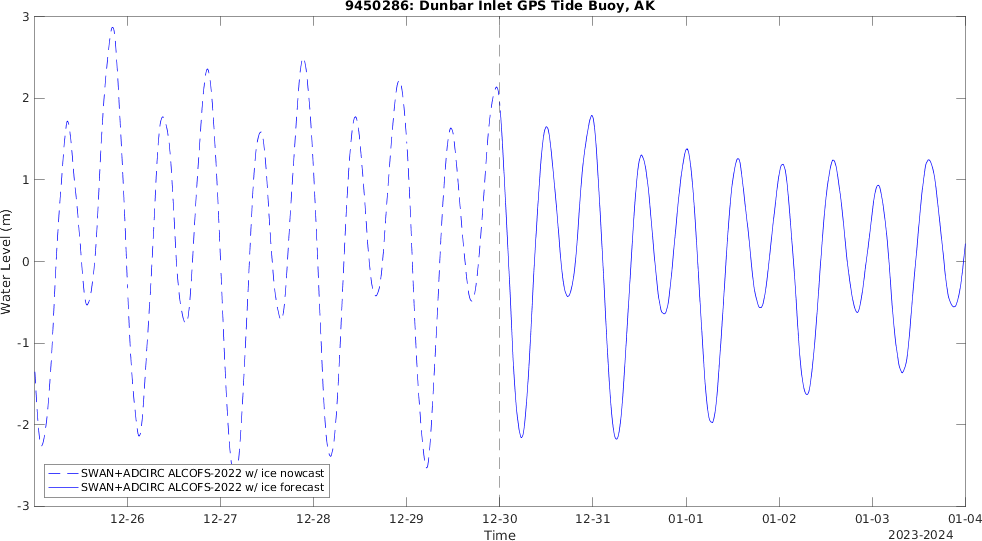 9450286: Dunbar Inlet GPS Tide Buoy, AK
3
2
1
0
-1
-2
-3
Water Level (m)
SWAN+ADCIRC ALCOFS-2022 w/ ice nowcast
SWAN+ADCIRC ALCOFS-2022 w/ ice forecast
12-26 12-27 12-28 12-29 12-30 12-31 01-01 01-02 01-03 01-04
Time
2023-2024